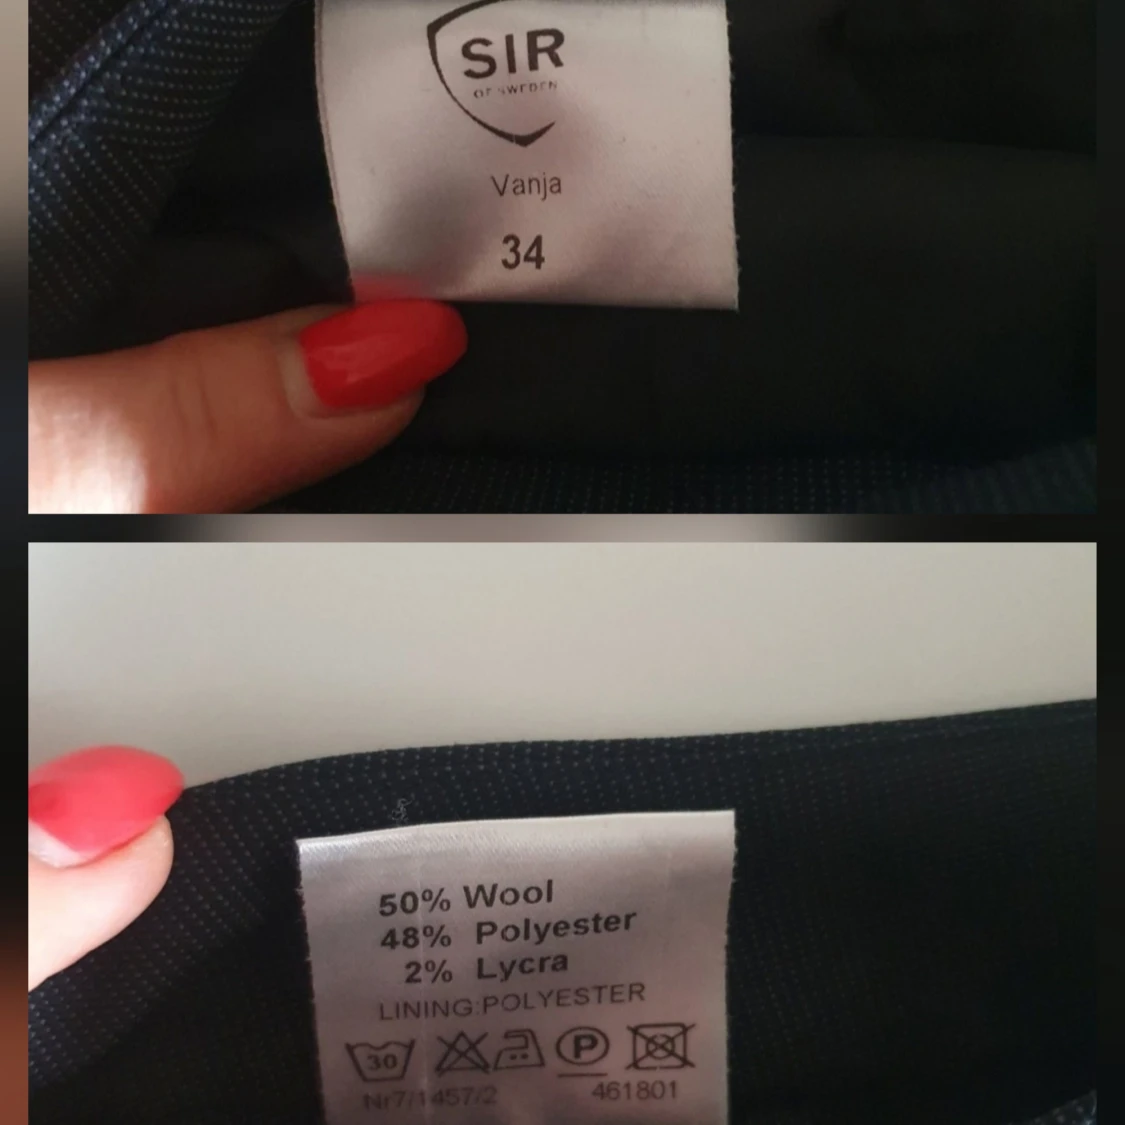 SIR
OF SWEDEN
Vanja
34
50% Wool
48% Polyester
2% Lycra
LINING:POLYESTER
30 P
Nr7/1457/2 461801